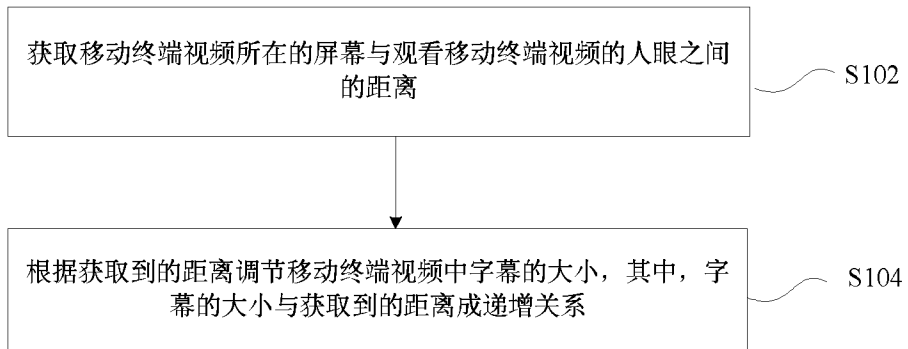 获取移动终端视频所在的屏幕与观看移动终端视频的人眼之间
的距离
S102
根据获取到的距离调节移动终端视频中字幕的大小，其中，字
幕的大小与获取到的距离成递增关系
S104